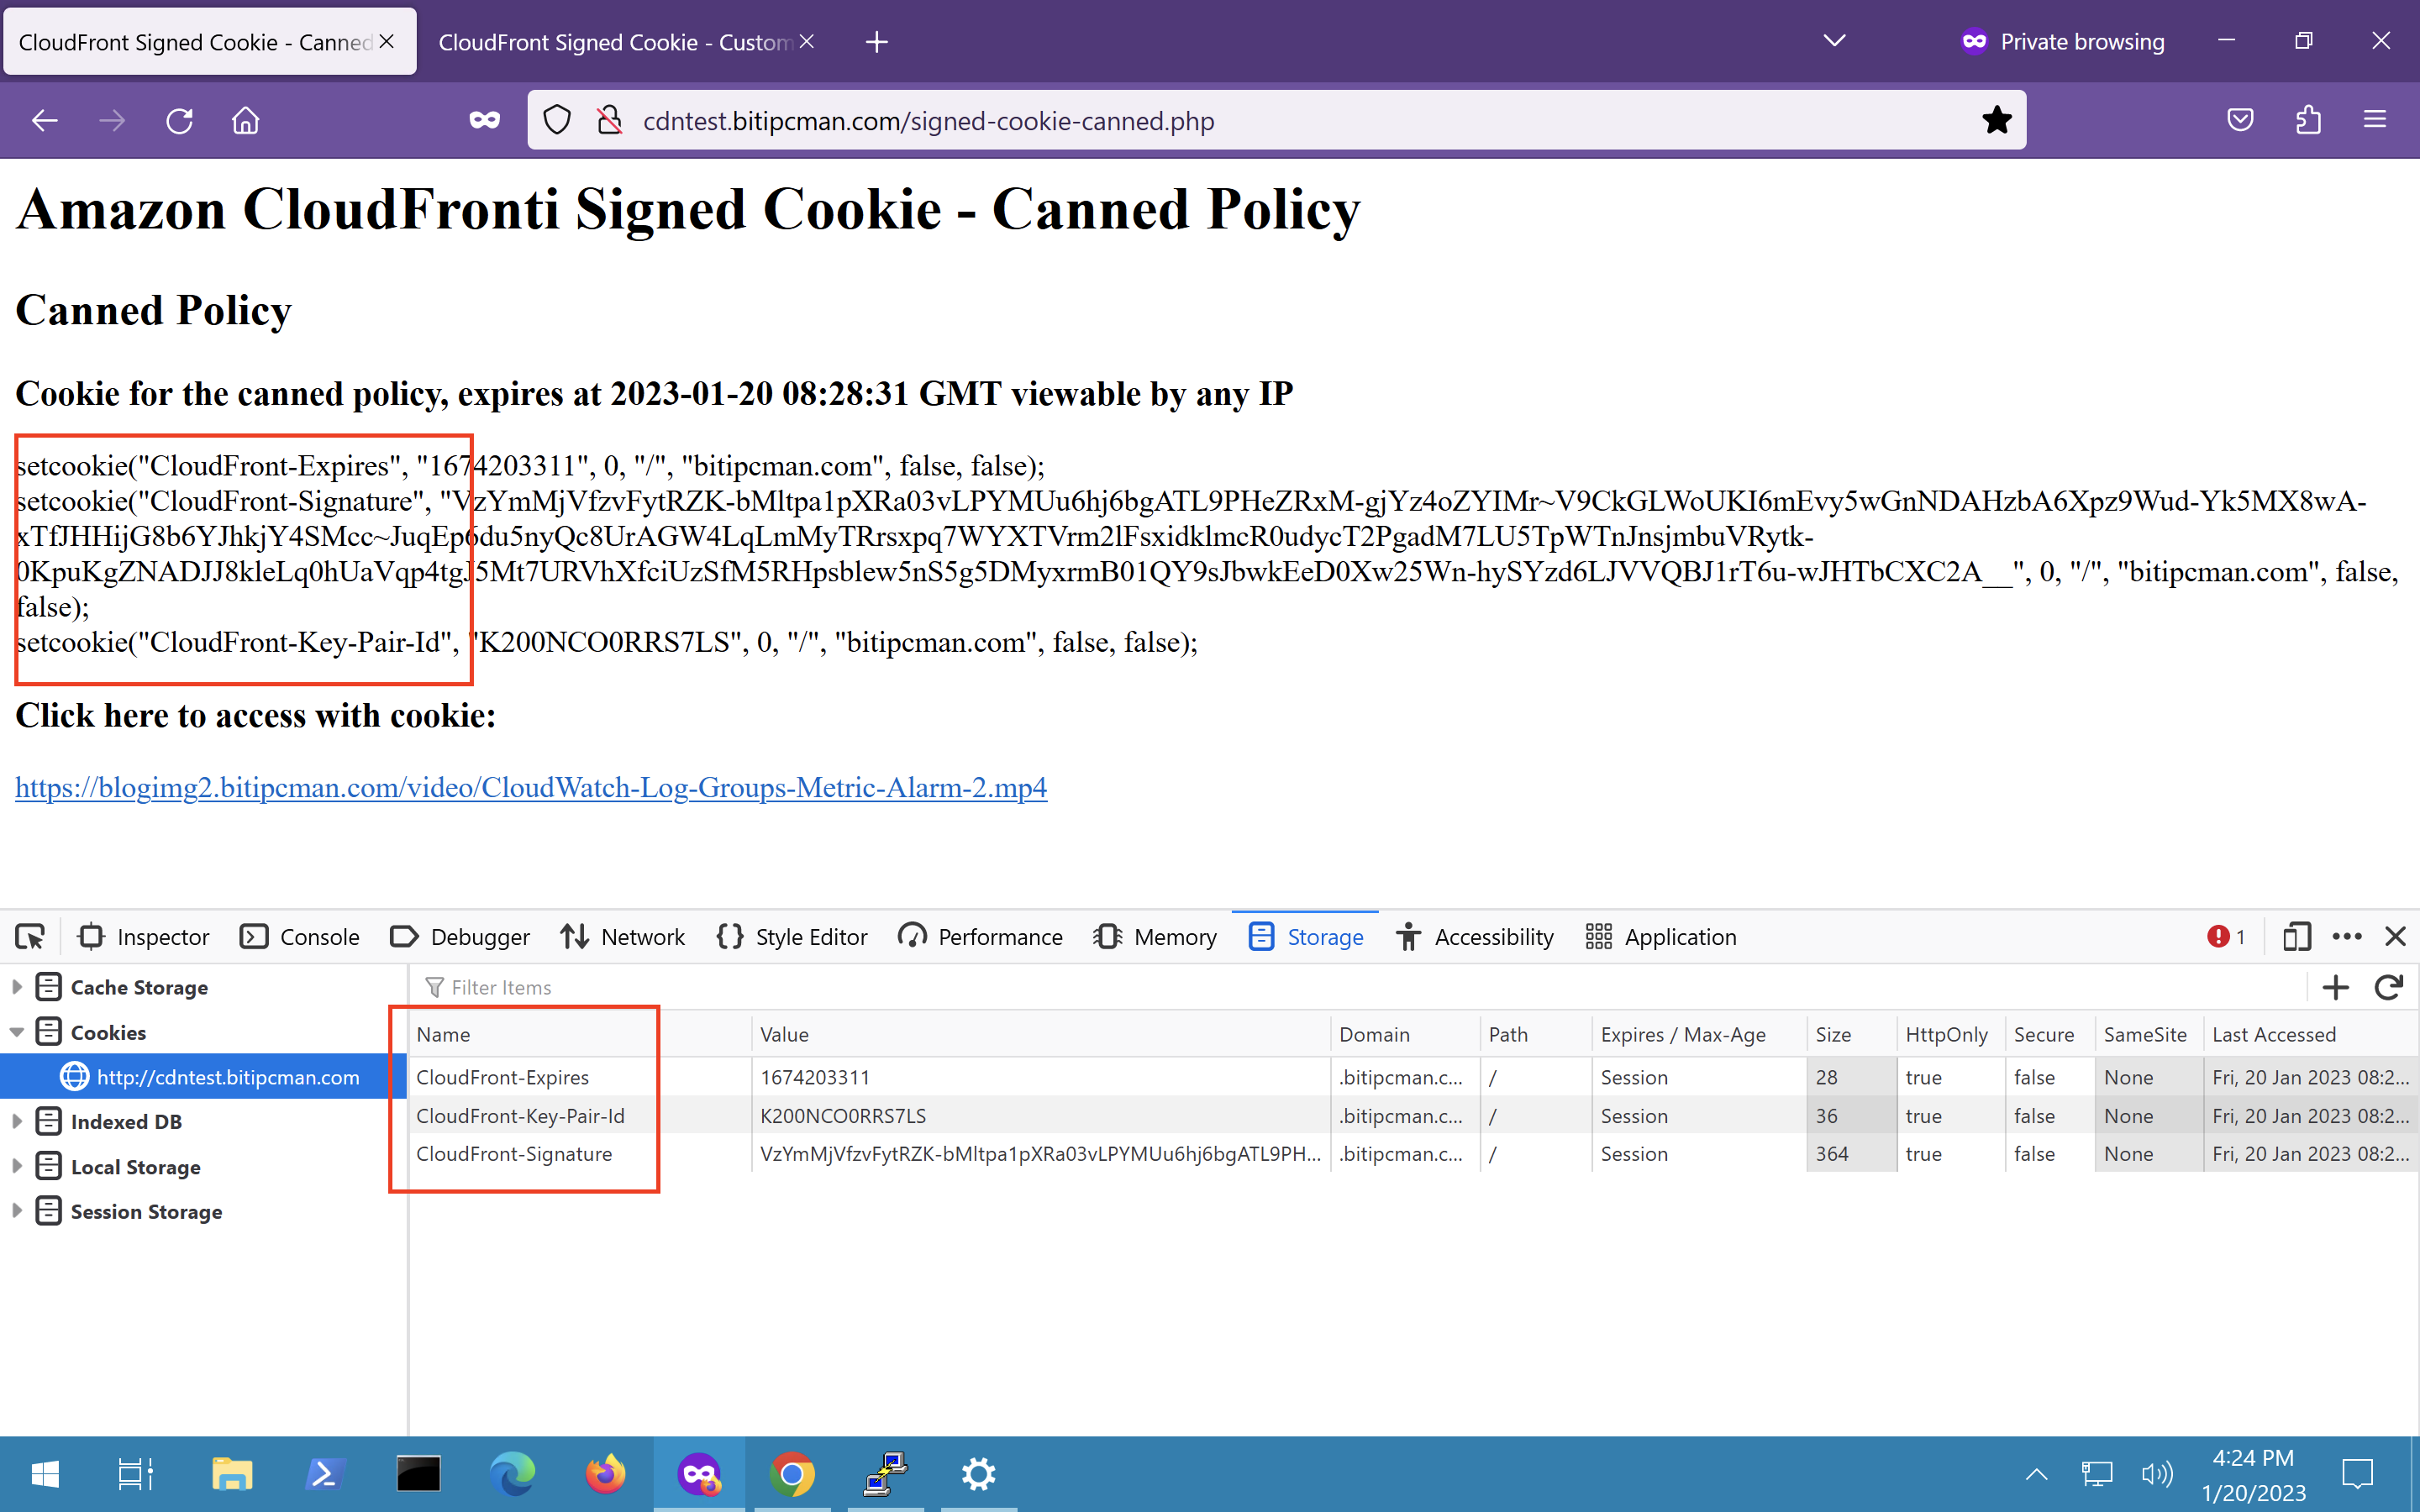 CloudFront Signed Cookie - Canned
CloudFront Signed Cookie - Custom
Private browsing
cdntest.bitipcman.com/signed-cookie-canned.php
Amazon CloudFronti Signed Cookie - Canned Policy
Canned Policy
Cookie for the canned policy, expires at 2023-01-20 08:28:31 GMT viewable by any IP
setcookie("CloudFront-Expires", "1674203311", 0, "/", "bitipcman.com", false, false);
setcookie("CloudFront-Signature", "VzYmMjVfzvFytRZK-bMltpa1pXRa03vLPYMUu6hj6bgATL9PHeZRxM-gjYz4oZYIMr~V9CkGLWoUKI6mEvy5wGnNDAHzbA6Xpz9Wud-Yk5MX8wA-
xTfJHHijG8b6YJhkjY4SMcc~JuqEp6du5nyQc8UrAGW4LqLmMyTRrsxpq7WYXTVrm2lFsxidklmcR0udycT2PgadM7LU5TpWTnJnsjmbuVRytk-
0KpuKgZNADJJ8kleLq0hUaVqp4tgJ5Mt7URVhXfciUzSfM5RHpsblew5nS5g5DMyxrmB01QY9sJbwkEeD0Xw25Wn-hySYzd6LJVVQBJ1rT6u-wJHTbCXC2A__", 0, "/", "bitipcman.com", false,
false);
setcookie("CloudFront-Key-Pair-Id", "K200NCO0RRS7LS", 0, "/", "bitipcman.com", false, false);
Click here to access with cookie:
https://blogimg2.bitipcman.com/video/CloudWatch-Log-Groups-Metric-Alarm-2.mp4
Inspector Console Debugger Network Style Editor Performance Memory Storage Accessibility Application 1
Cache Storage
Cookies
http://cdntest.bitipcman.com
Indexed DB
Local Storage
Session Storage
Filter Items
Name Value Domain Path Expires / Max-Age Size HttpOnly Secure SameSite Last Accessed
CloudFront-Expires 1674203311 .bitipcman.c... / Session 28 true false None Fri, 20 Jan 2023 08:2...
CloudFront-Key-Pair-Id K200NCO0RRS7LS .bitipcman.c... / Session 36 true false None Fri, 20 Jan 2023 08:2...
CloudFront-Signature VzYmMjVfzvFytRZK-bMltpa1pXRa03vLPYMUu6hj6bgATL9PH... .bitipcman.c... / Session 364 true false None Fri, 20 Jan 2023 08:2...
4:24 PM
1/20/2023